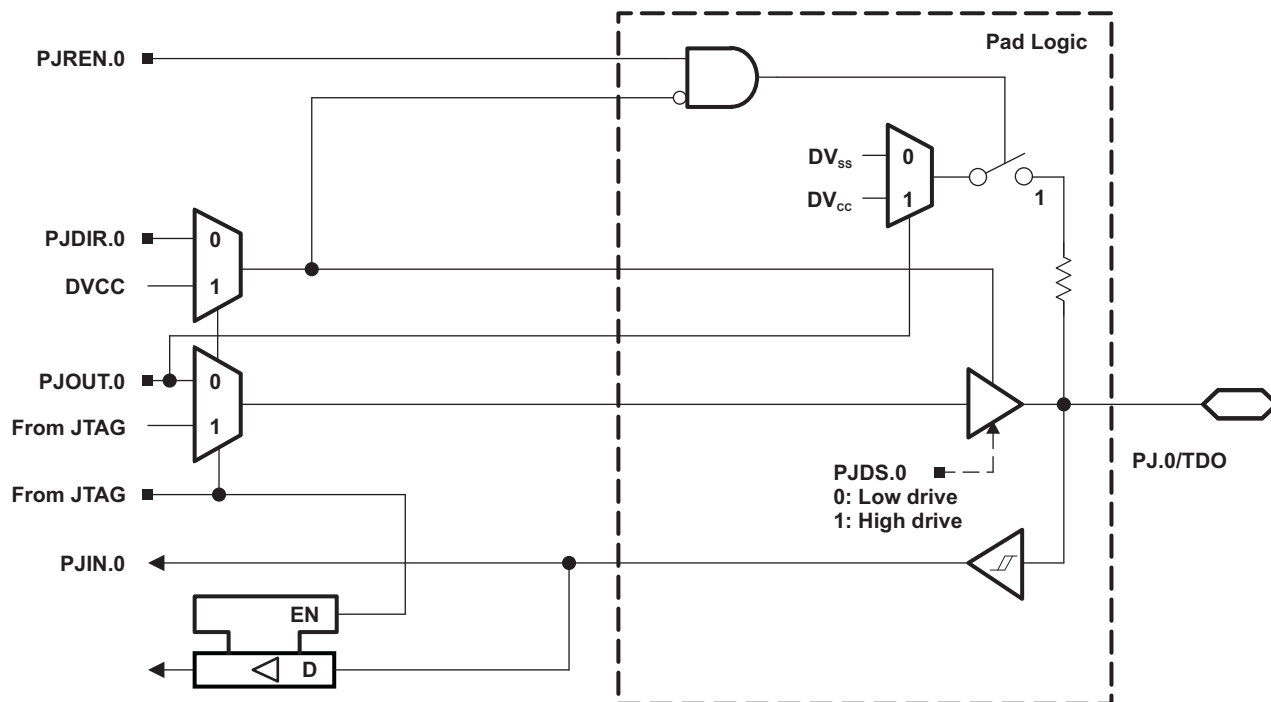 Pad Logic
PJREN.0
DVSS
0
DVCC
1
1
PJDIR.0
0
DVCC
1
PJOUT.0
0
From JTAG
1
PJ.0/TDO
PJDS.0
0: Low drive
1: High drive
From JTAG
PJIN.0
EN
D